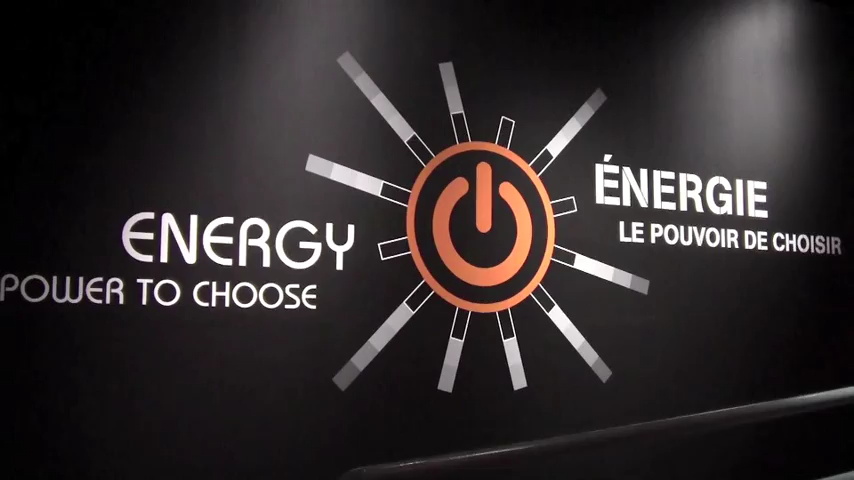 ENERGY
POWER TO CHOOSE
ÉNERGIE
LE POUVOIR DE CHOISIR